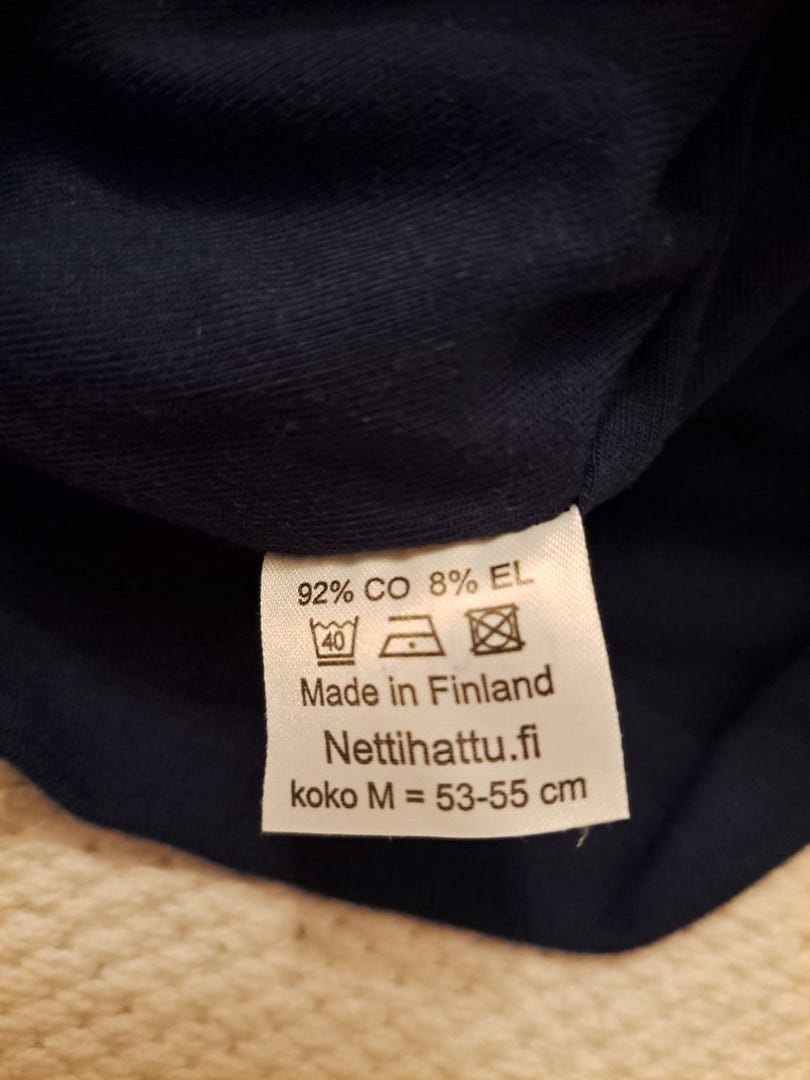 92% CO 8% EL
40
Made in Finland
Nettihattu.fi
koko M = 53-55 cm